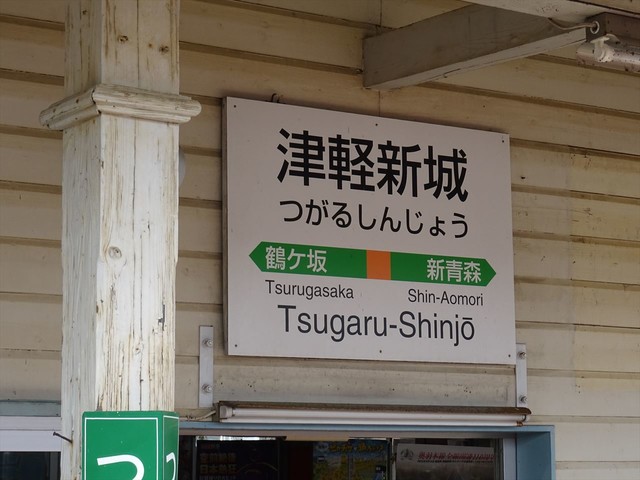 津軽新城
つがるしんじょう
鶴ケ坂 新青森
Tsurugasaka Shin-Aomori
Tsugaru-Shinjō
つ